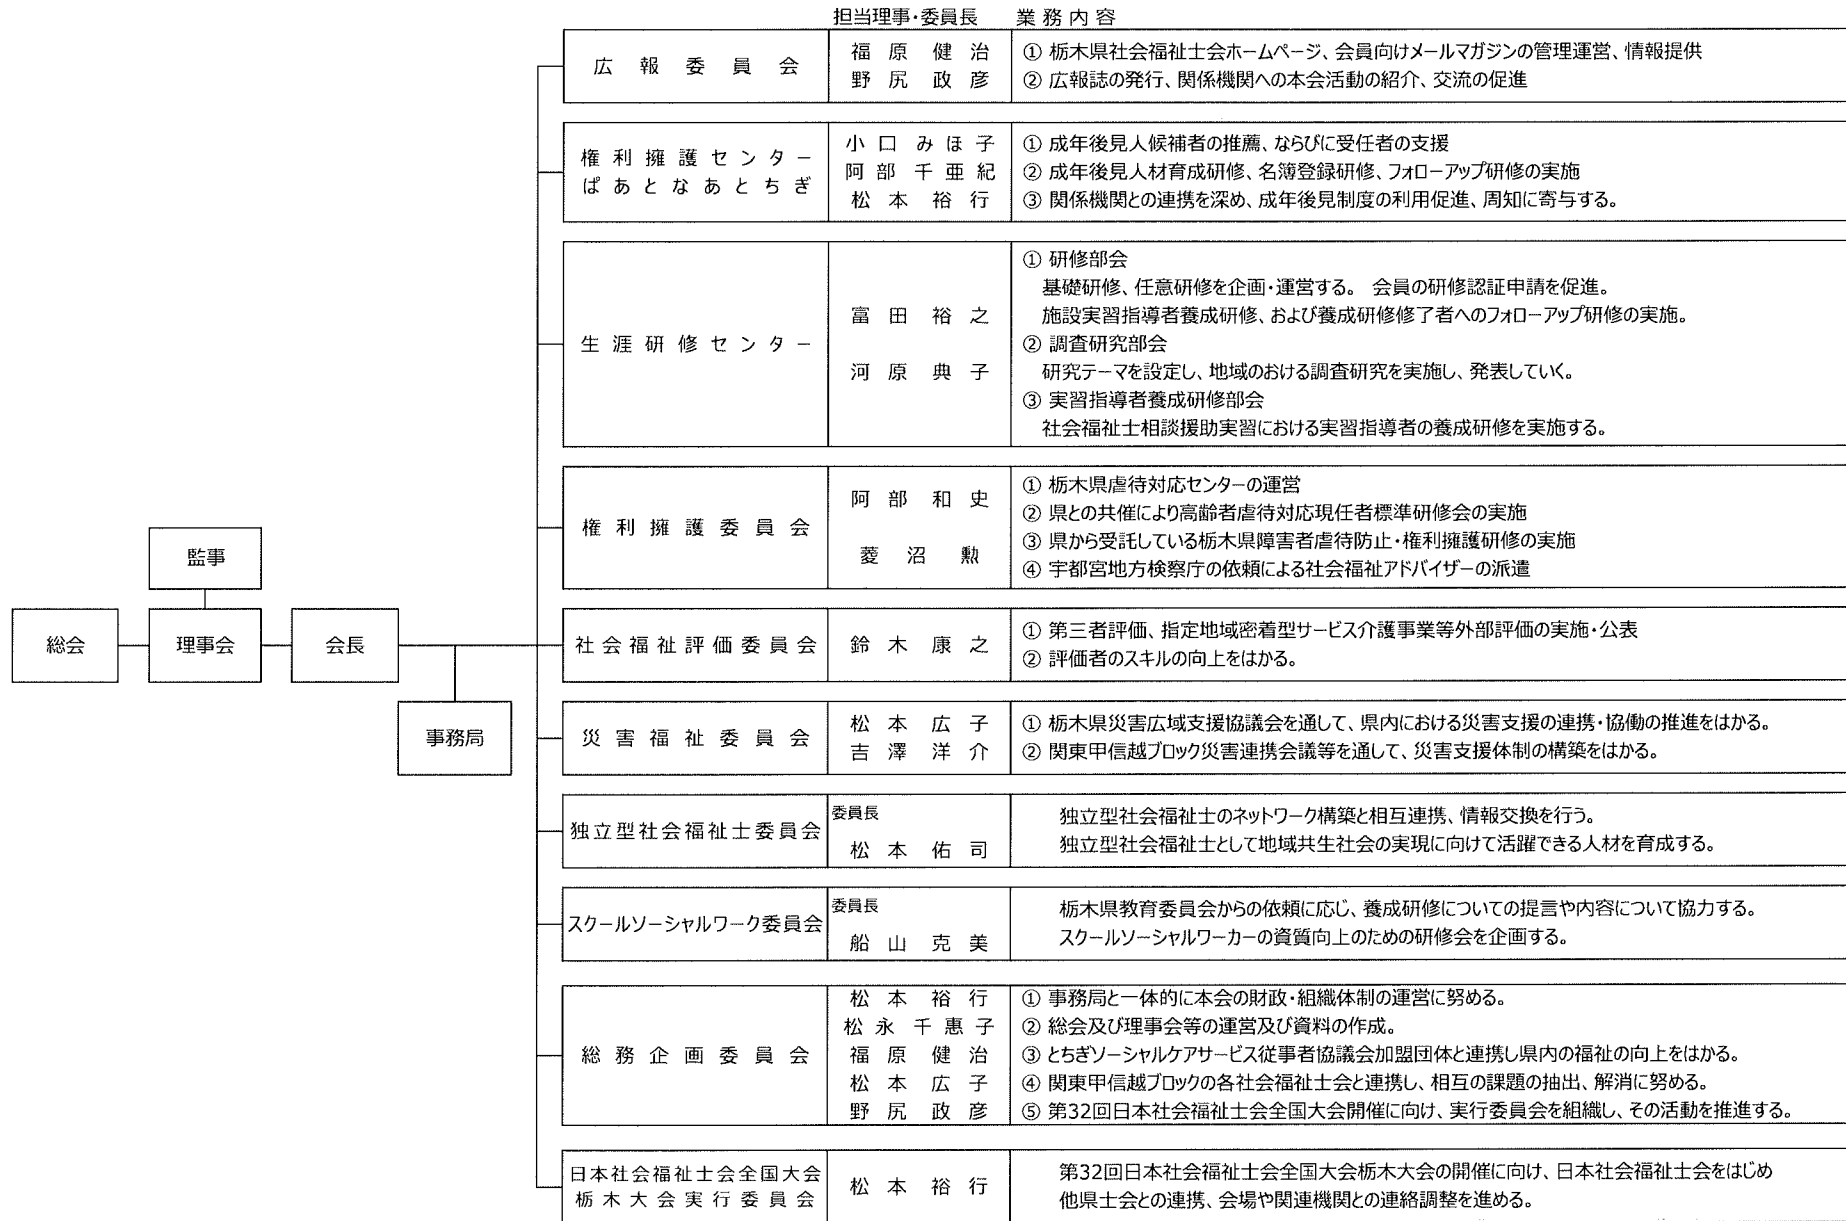 担当理事・委員長 業務内容
広報委員会
福原健治
野尻政彦
① 栃木県社会福祉士会ホームページ、会員向けメールマガジンの管理運営、情報提供
② 広報誌の発行、関係機関への本会活動の紹介、交流の促進
権利擁護センター
ぱあとなあとちぎ
小口みほ子
阿部千亜紀
松本裕行
① 成年後見人候補者の推薦、ならびに受任者の支援
② 成年後見人材育成研修、名簿登録研修、フォローアップ研修の実施
③ 関係機関との連携を深め、成年後見制度の利用促進、周知に寄与する。
生涯研修センター
富田裕之
河原典子
① 研修部会
基礎研修、任意研修を企画・運営する。 会員の研修認証申請を促進。
施設実習指導者養成研修、および養成研修修了者へのフォローアップ研修の実施。
② 調査研究部会
研究テーマを設定し、地域のおける調査研究を実施し、発表していく。
③ 実習指導者養成研修部会
社会福祉士相談援助実習における実習指導者の養成研修を実施する。
権利擁護委員会
阿部和史
菱沼勲
① 栃木県虐待対応センターの運営
② 県との共催により高齢者虐待対応現任者標準研修会の実施
③ 県から受託している栃木県障害者虐待防止・権利擁護研修の実施
④ 宇都宮地方検察庁の依頼による社会福祉アドバイザーの派遣
監事
総会
理事会
会長
事務局
社会福祉評価委員会
鈴木康之
① 第三者評価、指定地域密着型サービス介護事業等外部評価の実施・公表
② 評価者のスキルの向上をはかる。
災害福祉委員会
松本広子
吉澤洋介
① 栃木県災害広域支援協議会を通して、県内における災害支援の連携・協働の推進をはかる。
② 関東甲信越ブロック災害連携会議等を通して、災害支援体制の構築をはかる。
独立型社会福祉士委員会
委員長
松本佑司
独立型社会福祉士のネットワーク構築と相互連携、情報交換を行う。
独立型社会福祉士として地域共生社会の実現に向けて活躍できる人材を育成する。
スクールソーシャルワーク委員会
委員長
船山克美
栃木県教育委員会からの依頼に応じ、養成研修についての提言や内容について協力する。
スクールソーシャルワーカーの資質向上のための研修会を企画する。
総務企画委員会
松本裕行
松永千恵子
福原健治
松本広子
野尻政彦
① 事務局と一体的に本会の財政・組織体制の運営に努める。
② 総会及び理事会等の運営及び資料の作成。
③ とちぎソーシャルケアサービス従事者協議会加盟団体と連携し県内の福祉の向上をはかる。
④ 関東甲信越ブロックの各社会福祉士会と連携し、相互の課題の抽出、解消に努める。
⑤ 第32回日本社会福祉士会全国大会開催に向け、実行委員会を組織し、その活動を推進する。
日本社会福祉士会全国大会
栃木大会実行委員会
松本裕行
第32回日本社会福祉士会全国大会栃木大会の開催に向け、日本社会福祉士会をはじめ
他県士会との連携、会場や関連機関との連絡調整を進める。